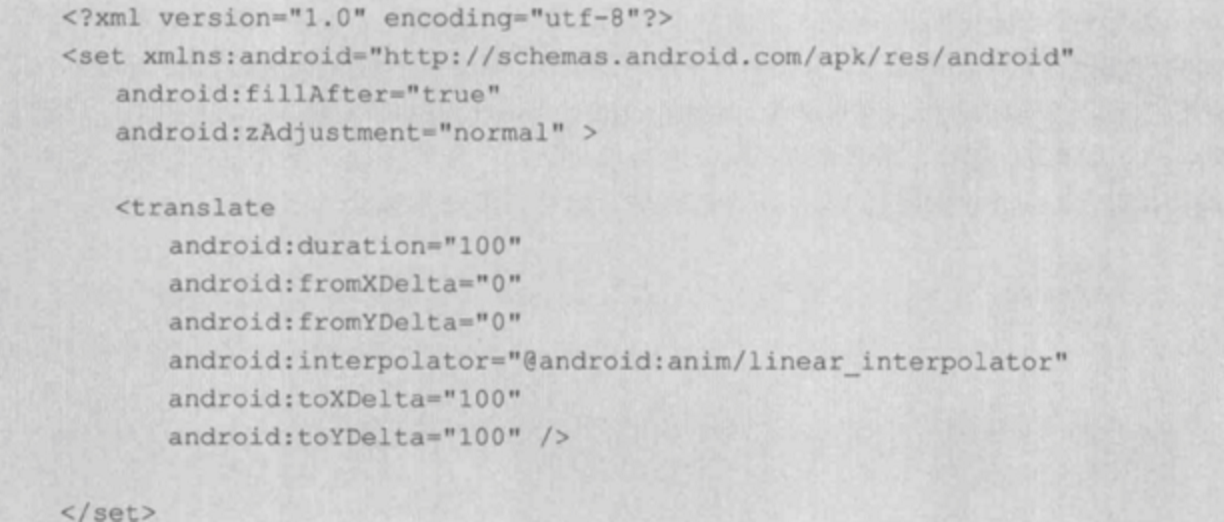 <?xml version="1.0" encoding="utf-8"?>
<set xmlns:android="http://schemas.android.com/apk/res/android"
android:fillAfter="true"
android:zAdjustment="normal" >
<translate
android:duration="100"
android:fromXDelta="0"
android:fromYDelta="0"
android:interpolator="@android:anim/linear_interpolator"
android:toXDelta="100"
android:toYDelta="100" />
</set>